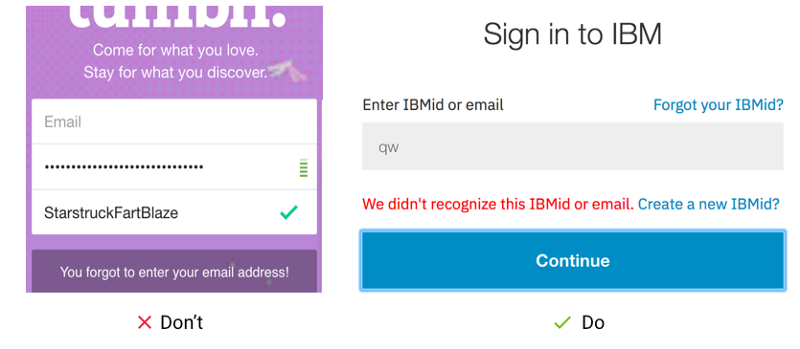 tumblr.
Come for what you love.
Stay for what you discover.
Email
StarstruckFartBlaze
You forgot to enter your email address!
Don't
Sign in to IBM
Enter IBMid or email
Forgot your IBMid?
qw
We didn't recognize this IBMid or email. Create a new IBMid?
Continue
Do